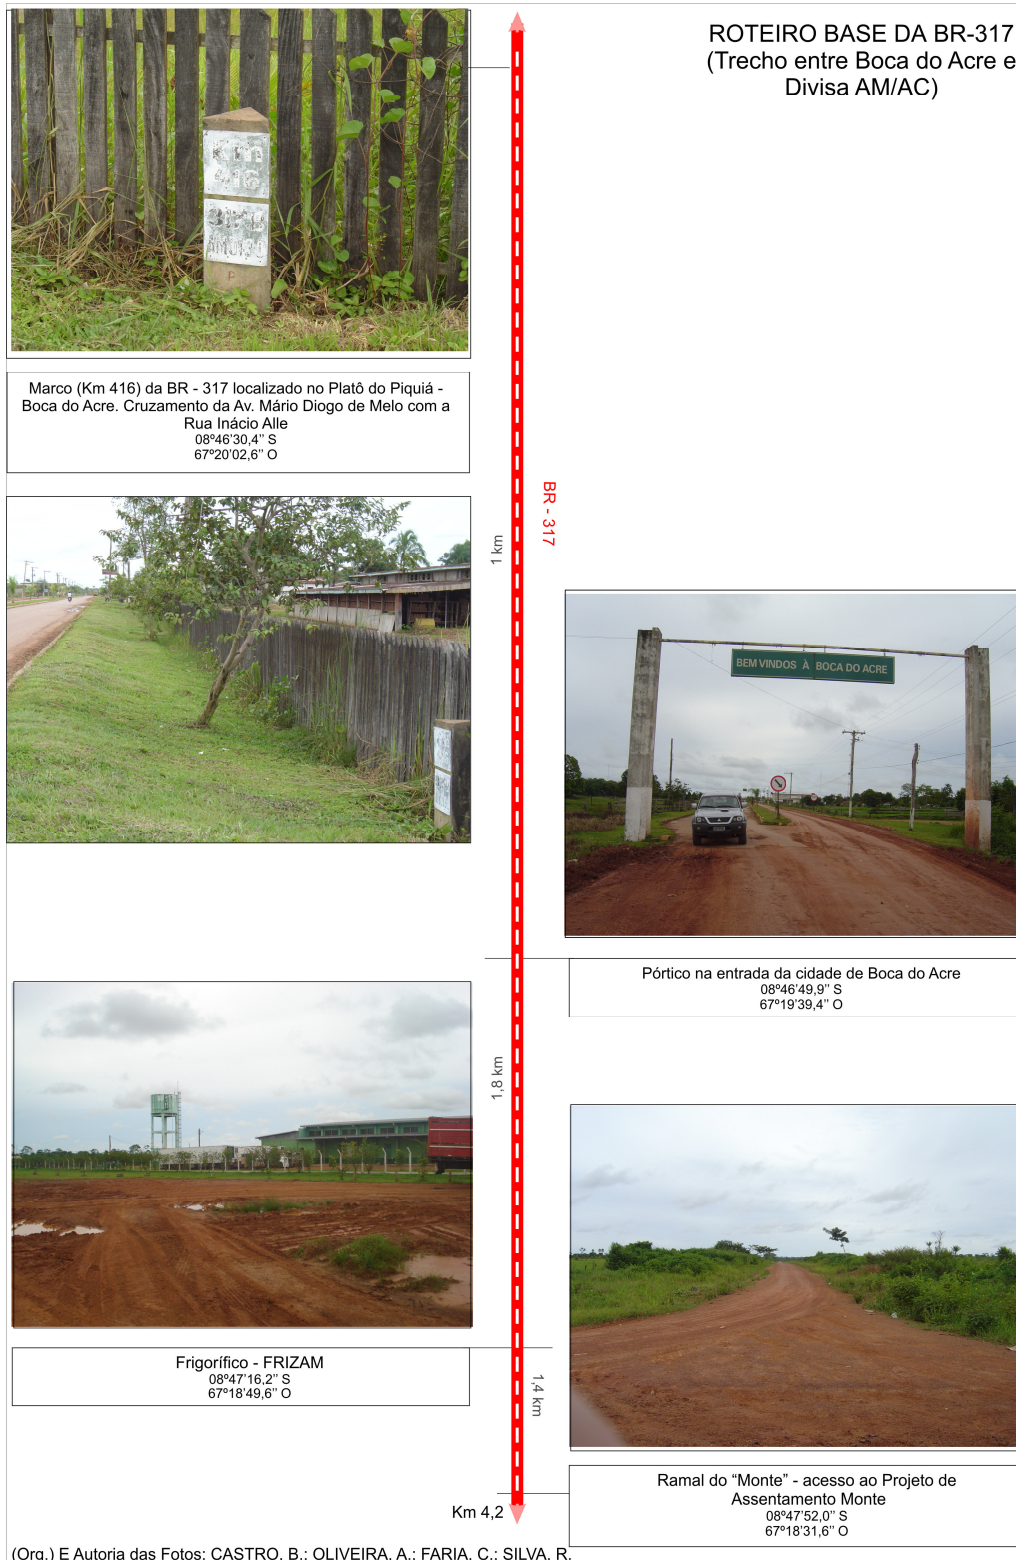 ROTEIRO BASE DA BR-317
(Trecho entre Boca do Acre e
Divisa AM/AC)
Km
416
Marco (Km 416) da BR - 317 localizado no Platô do Piquiá -
Boca do Acre. Cruzamento da Av. Mário Diogo de Melo com a
Rua Inácio Alle
08º46'30,4'' S
67º20'02,6'' O
BR - 317
1 km
BEM VINDOS À BOCA DO ACRE
Pórtico na entrada da cidade de Boca do Acre
08º46'49,9'' S
67º19'39,4'' O
1,8 km
Frigorífico - FRIZAM
08º47'16,2'' S
67º18'49,6'' O
1,4 km
Ramal do “Monte” - acesso ao Projeto de
Assentamento Monte
08º47'52,0'' S
67º18'31,6'' O
Km 4,2
(Org.) E Autoria das Fotos: CASTRO, B.; OLIVEIRA, A.; FARIA, C.; SILVA, R.